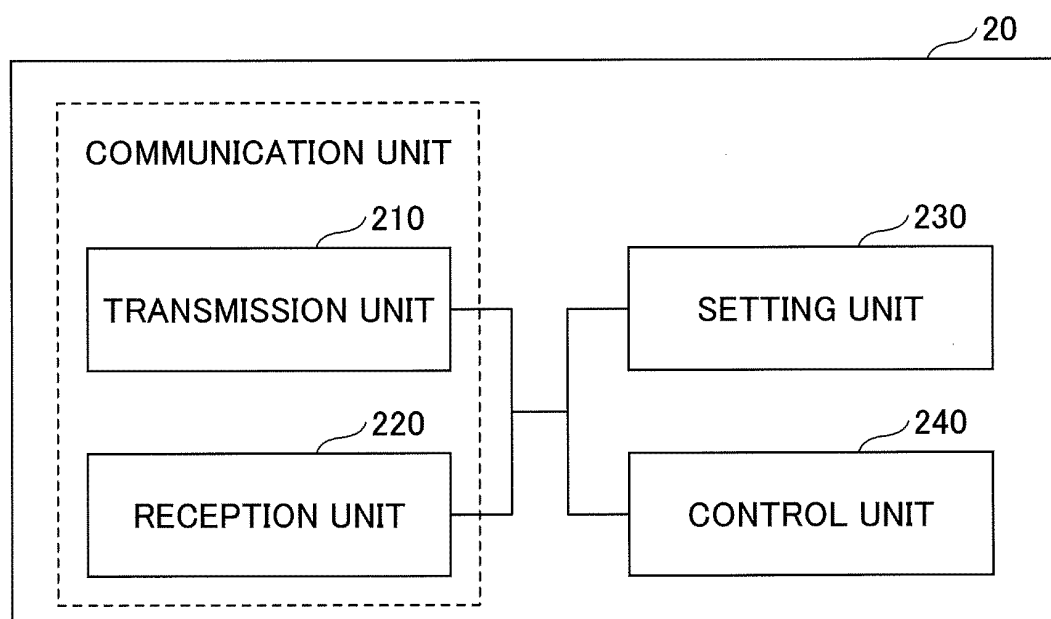 20
COMMUNICATION UNIT
210
TRANSMISSION UNIT
230
SETTING UNIT
220
RECEPTION UNIT
240
CONTROL UNIT